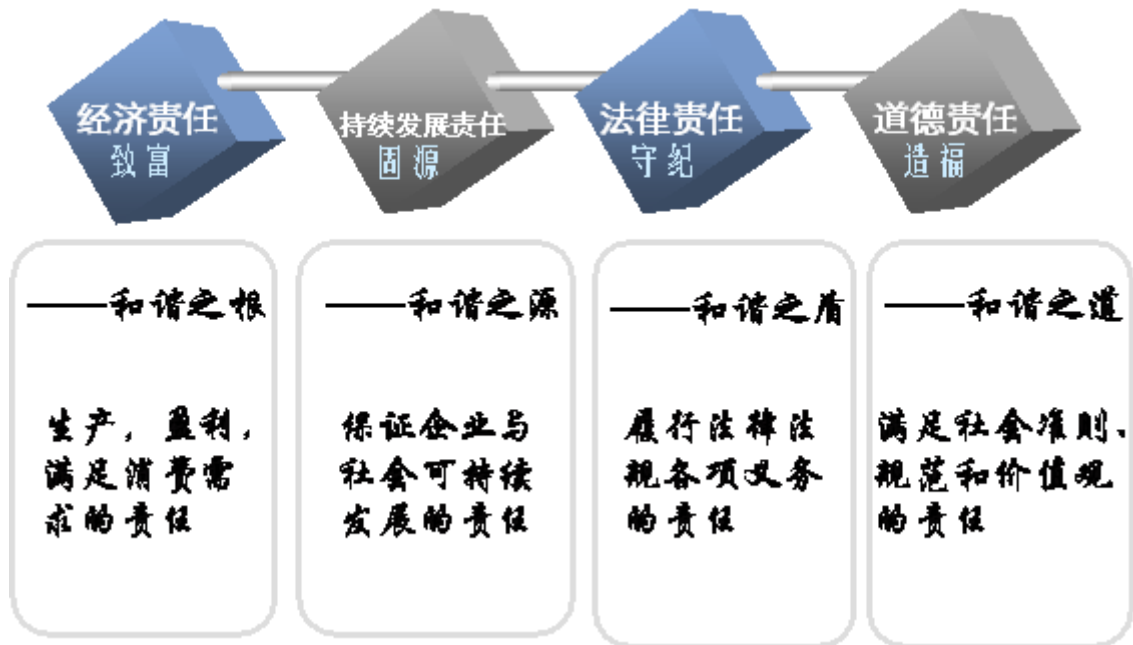 经济责任
致富
持续发展责任
固源
法律责任
守纪
道德责任
造福
——和谐之根
生产，盈利，
满足消费需
求的责任
——和谐之源
保证企业与
社会可持续
发展的责任
——和谐之盾
履行法律法
规各项义务
的责任
——和谐之道
满足社会准则、
规范和价值观
的责任